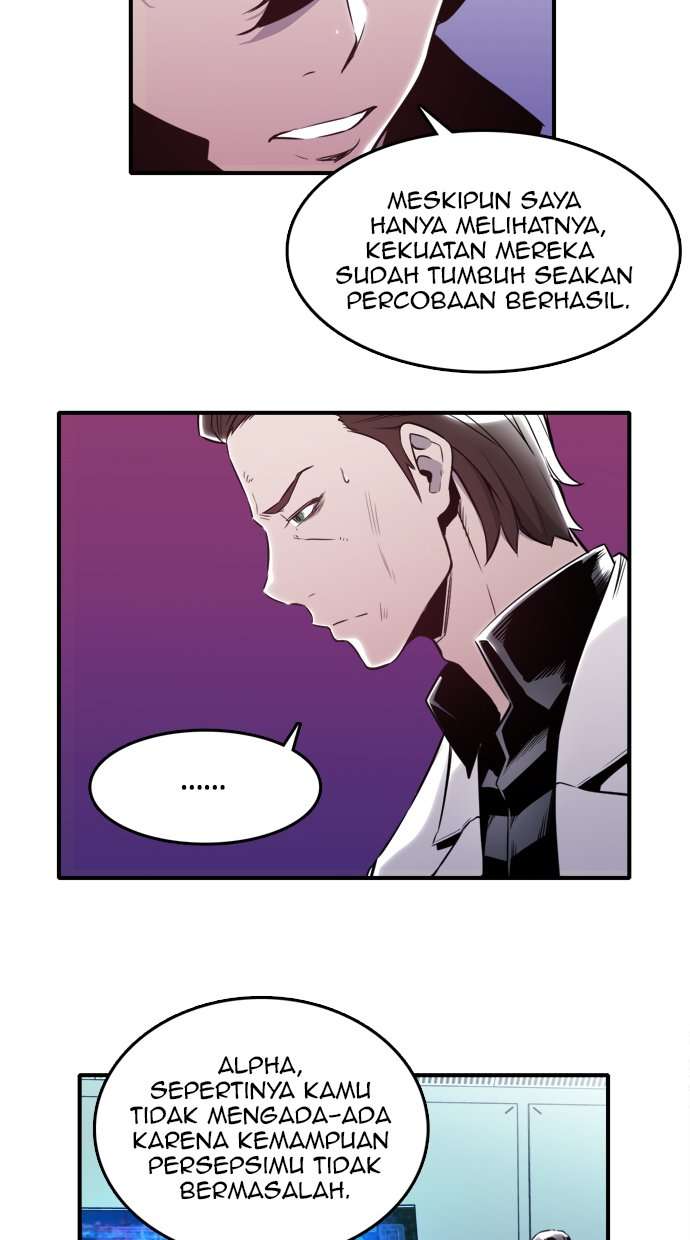 MESKIPUN SAYA
HANYA MELIHATNYA,
KEKUATAN MEREKA
SUDAH TUMBUH SEAKAN
PERCOBAAN BERHASIL.
......
ALPHA,
SEPERTINYA KAMU
TIDAK MENGADA-ADA
KARENA KEMAMPUAN
PERSEPSIMU TIDAK
BERMASALAH.